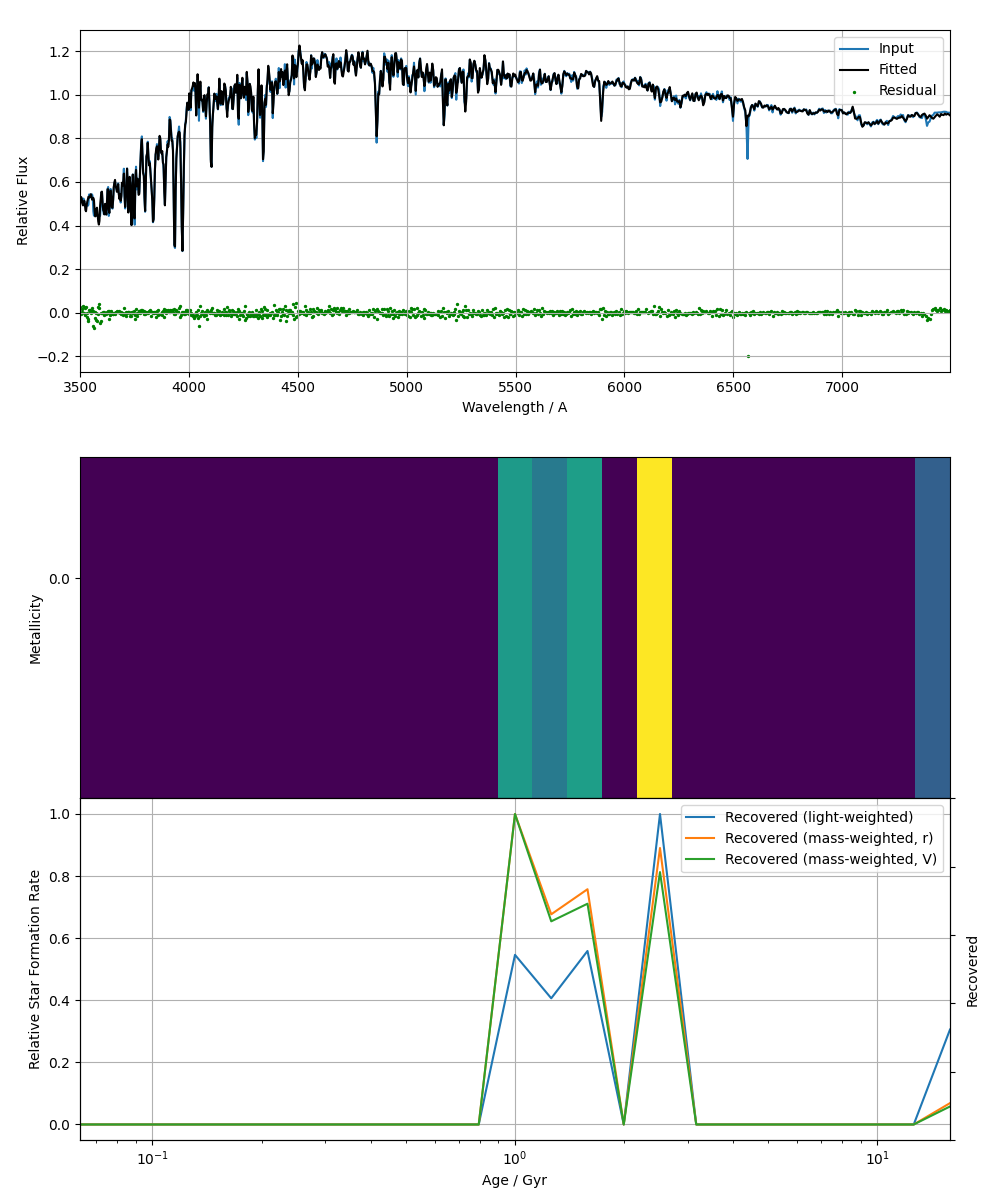 1.2
1.0
0.8
0.6
0.4
0.2
0.0
−0.2
Relative Flux
Input
Fitted
Residual
3500 4000 4500 5000 5500 6000 6500 7000
Wavelength / A
0.0
Metallicity
1.0
0.8
0.6
0.4
0.2
0.0
Relative Star Formation Rate
Recovered (light-weighted)
Recovered (mass-weighted, r)
Recovered (mass-weighted, V)
Recovered
10⁻¹ 10⁰ 10¹
Age / Gyr